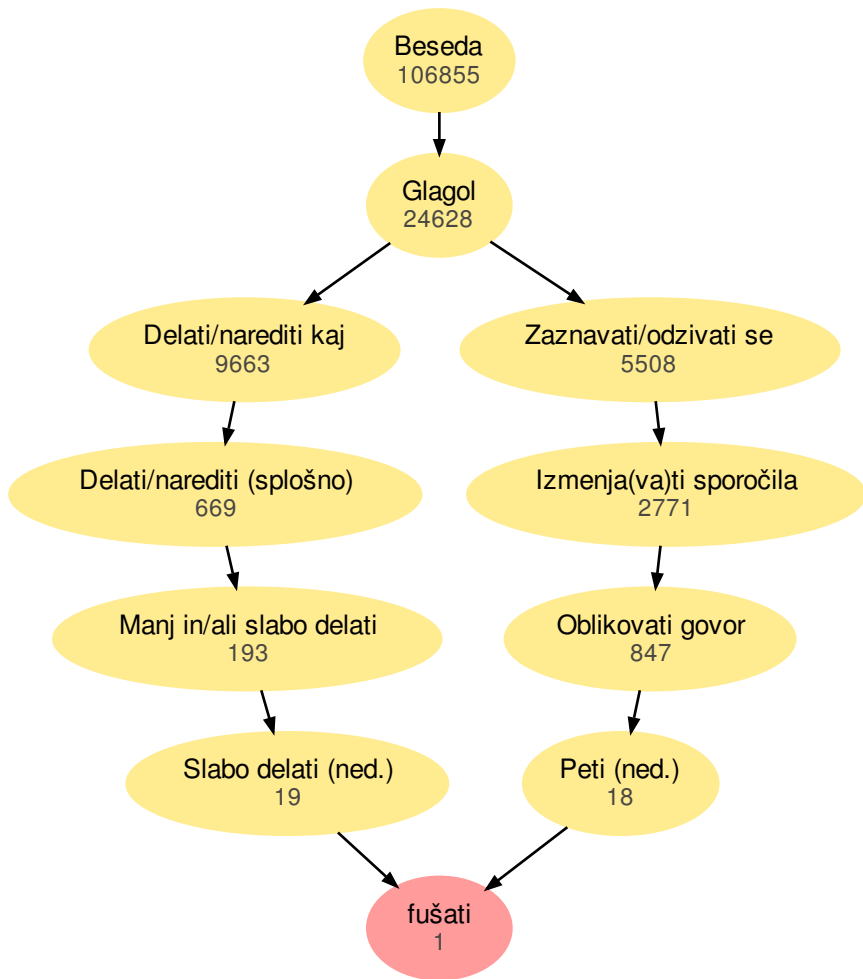 Beseda
106855
Glagol
24628
Delati/narediti kaj
9663
Zaznavati/odzivati se
5508
Delati/narediti (splošno)
669
Izmenja(va)ti sporočila
2771
Manj in/ali slabo delati
193
Oblikovati govor
847
Slabo delati (ned.)
19
Peti (ned.)
18
fušati
1